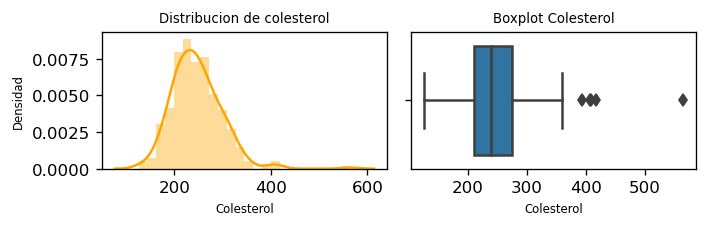 Distribucion de colesterol
Densidad
0.0075
0.0050
0.0025
0.0000
200 400 600
Colesterol
Boxplot Colesterol
200 300 400 500
Colesterol